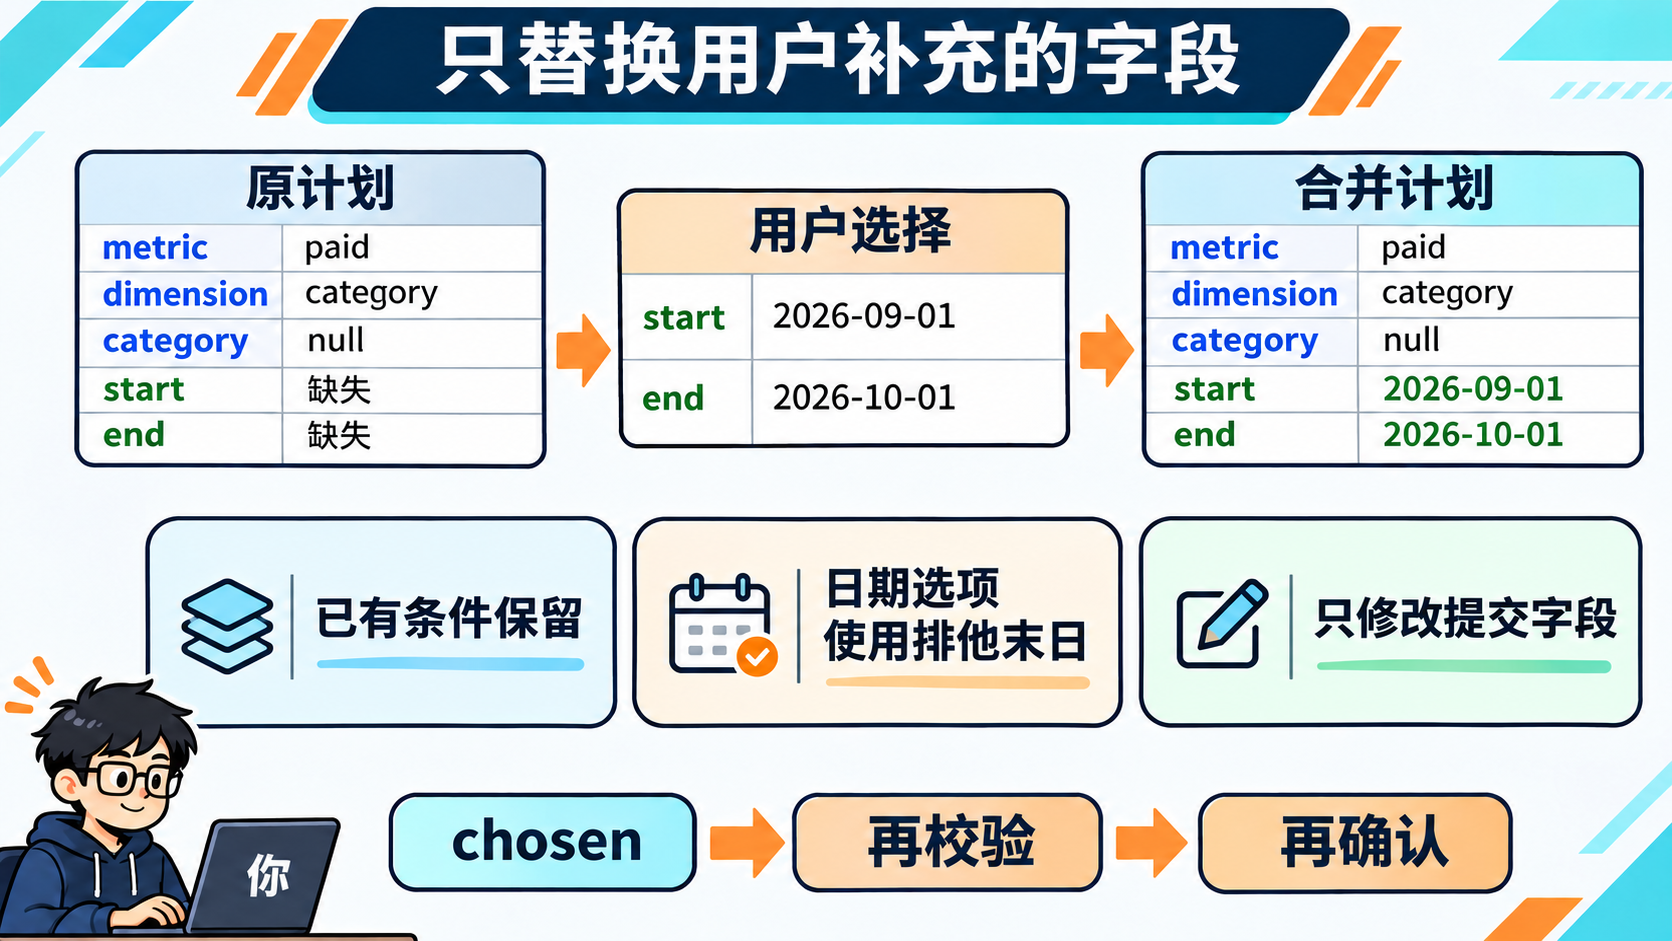 只替换用户补充的字段
原计划
metric paid
dimension category
category null
start 缺失
end 缺失
用户选择
start 2026-09-01
end 2026-10-01
合并计划
metric paid
dimension category
category null
start 2026-09-01
end 2026-10-01
已有条件保留
日期选项
使用排他末日
只修改提交字段
你
chosen
再校验
再确认